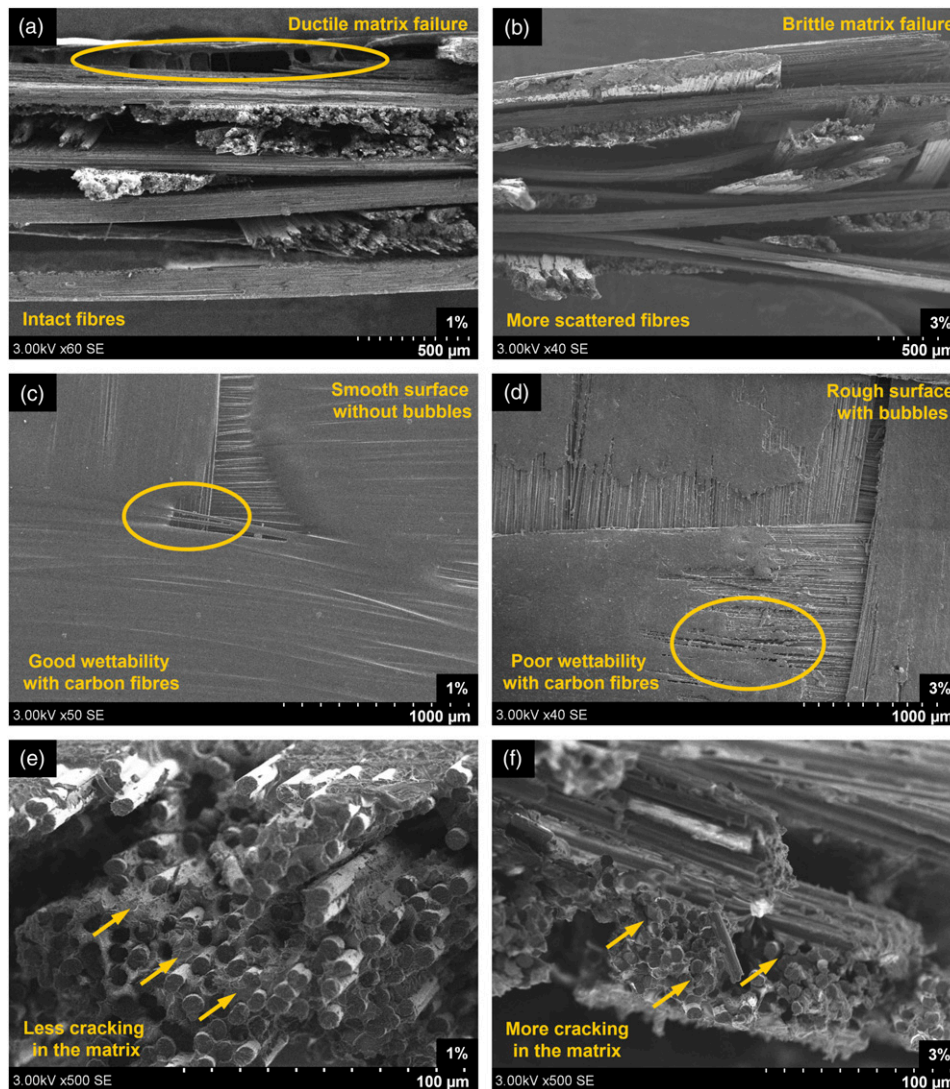 (a)
Ductile matrix failure
Intact fibres
1%
3.00kV x60 SE
500 µm
(b)
Brittle matrix failure
More scattered fibres
3%
3.00kV x40 SE
500 µm
(c)
Smooth surface
without bubbles
Good wettability
with carbon fibres
1%
3.00kV x50 SE
1000 µm
(d)
Rough surface
with bubbles
Poor wettability
with carbon fibres
3%
3.00kV x40 SE
1000 µm
(e)
Less cracking
in the matrix
1%
3.00kV x500 SE
100 µm
(f)
More cracking
in the matrix
3%
3.00kV x500 SE
100 µm